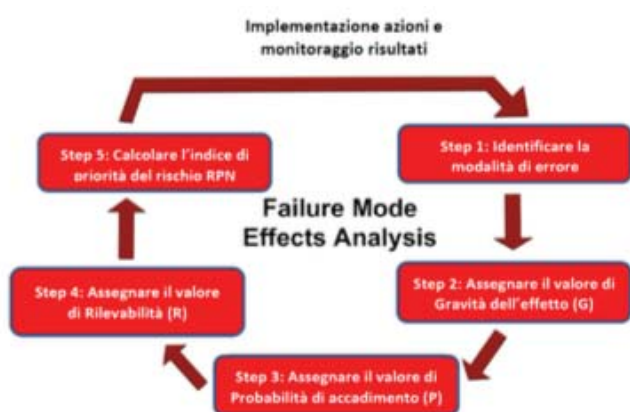 Implementazione azioni e
monitoraggio risultati
Step 1: Identificare la
modalità di errore
Step 2: Assegnare il valore di
Gravità dell'effetto (G)
Step 3: Assegnare il valore di
Probabilità di accadimento (P)
Step 4: Assegnare il valore
di Rilevabilità (R)
Step 5: Calcolare l'indice di
priorità del rischio RPN
Failure Mode
Effects Analysis